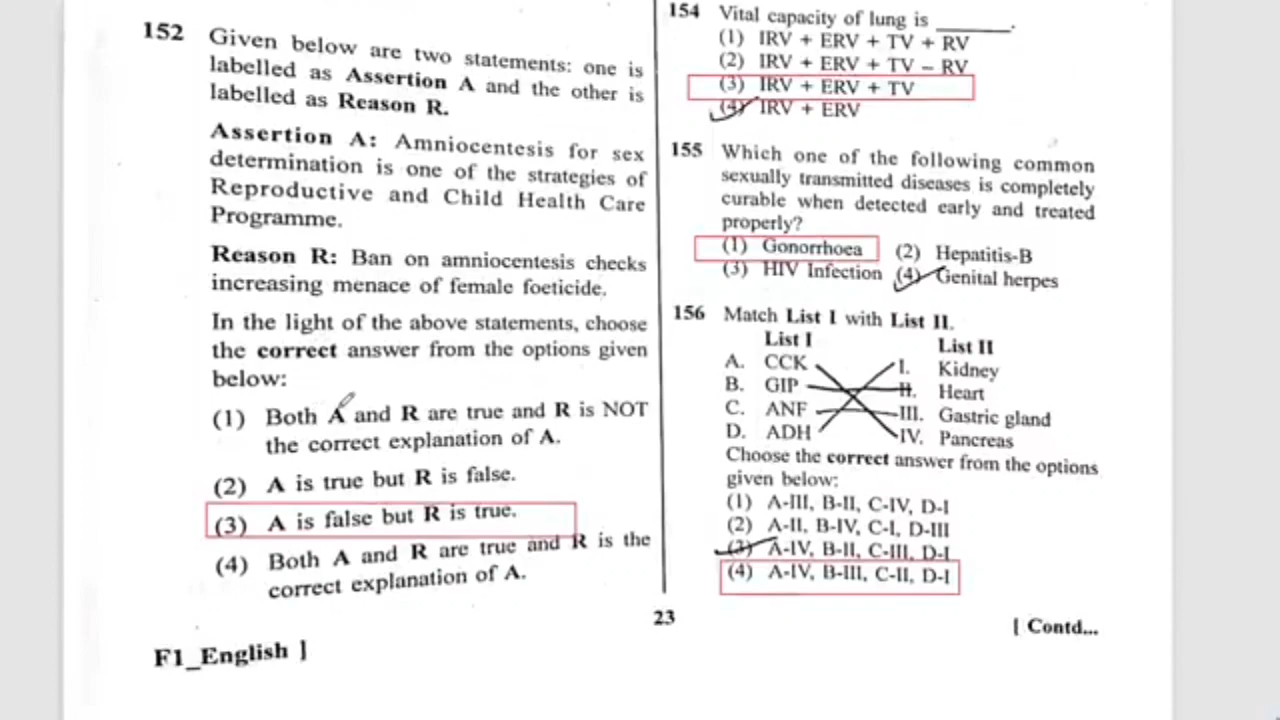 152 Given below are two statements: one is
labelled as Assertion A and the other is
labelled as Reason R.
Assertion A: Amniocentesis for sex
determination is one of the strategies of
Reproductive and Child Health Care
Programme.
Reason R: Ban on amniocentesis checks
increasing menace of female foeticide.
In the light of the above statements, choose
the correct answer from the options given
below:
(1) Both A and R are true and R is NOT
the correct explanation of A.
(2) A is true but R is false.
(3) A is false but R is true.
(4) Both A and R are true and R is the
correct explanation of A.
154 Vital capacity of lung is ______.
(1) IRV + ERV + TV + RV
(2) IRV + ERV + TV – RV
(3) IRV + ERV + TV
(4) IRV + ERV
155 Which one of the following common
sexually transmitted diseases is completely
curable when detected early and treated
properly?
(1) Gonorrhoea (2) Hepatitis-B
(3) HIV Infection (4) Genital herpes
156 Match List I with List II.
List I List II
A. CCK I. Kidney
B. GIP II. Heart
C. ANF III. Gastric gland
D. ADH IV. Pancreas
Choose the correct answer from the options
given below:
(1) A-III, B-II, C-IV, D-I
(2) A-II, B-IV, C-I, D-III
(3) A-IV, B-II, C-III, D-I
(4) A-IV, B-III, C-II, D-I
23
[ Contd...
F1_English ]